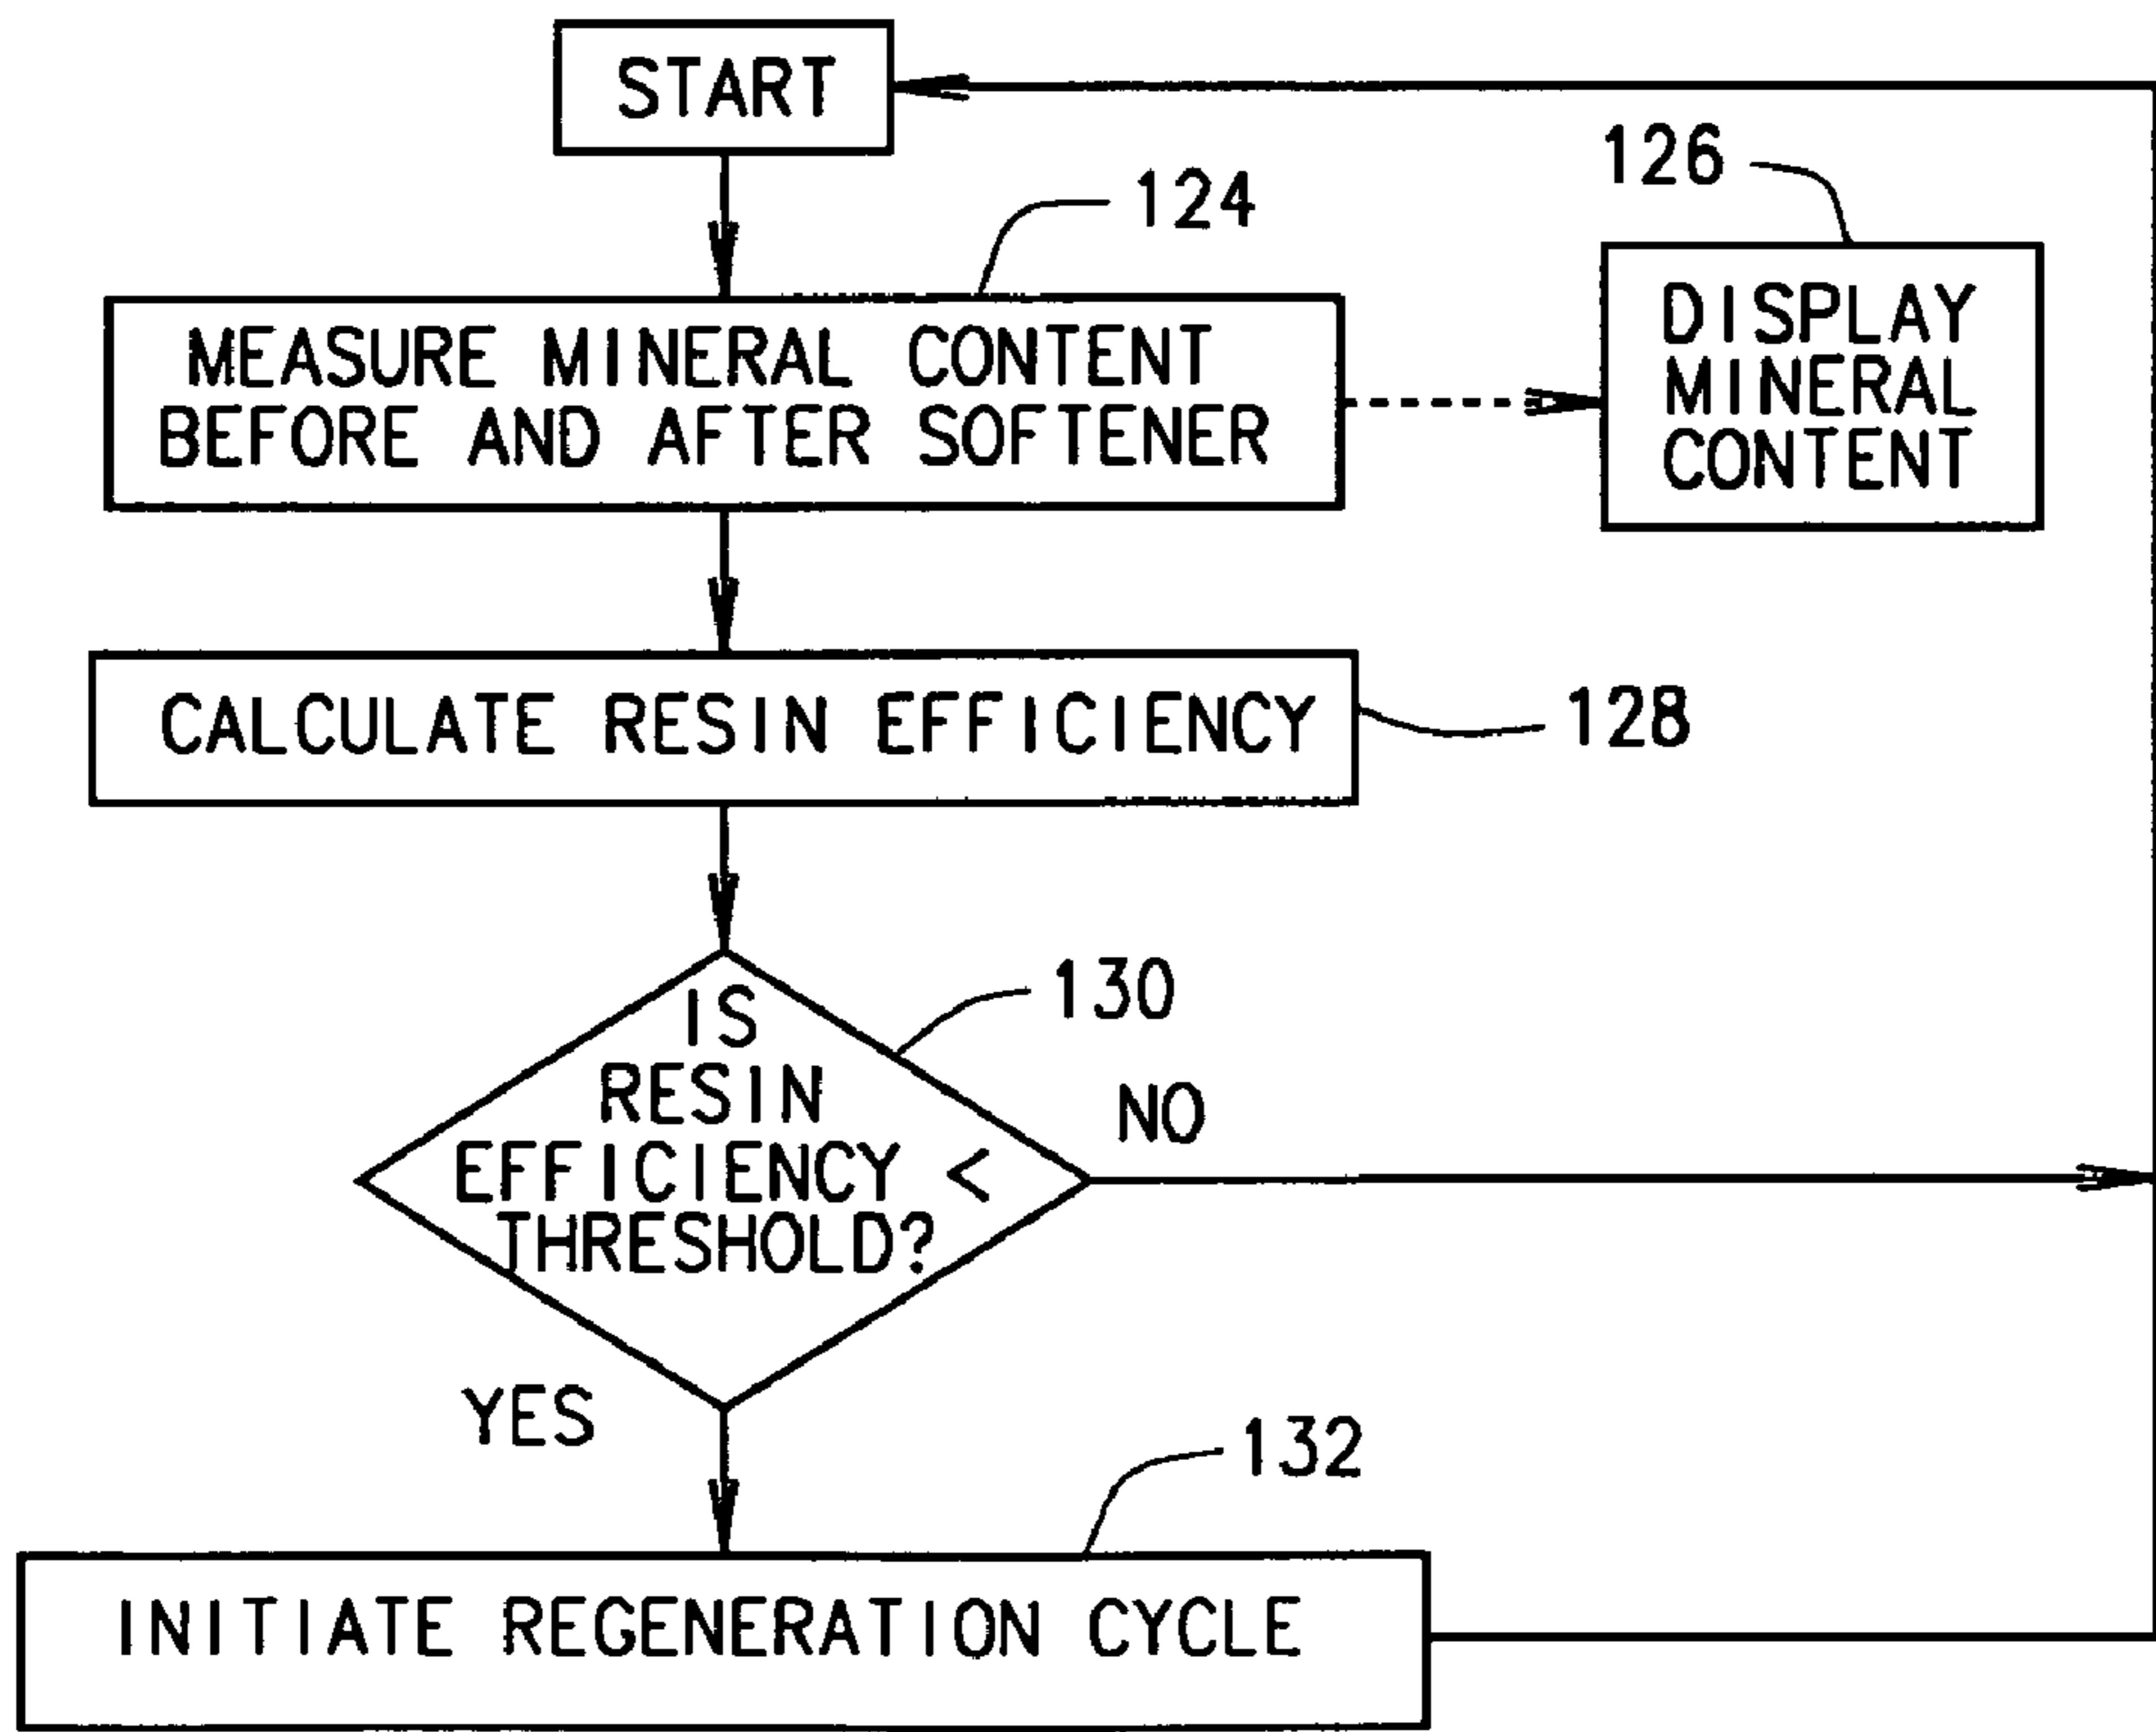 START
124
126
MEASURE MINERAL CONTENT
BEFORE AND AFTER SOFTENER
DISPLAY
MINERAL
CONTENT
CALCULATE RESIN EFFICIENCY
128
130
IS
RESIN
EFFICIENCY <
THRESHOLD?
NO
YES
132
INITIATE REGENERATION CYCLE